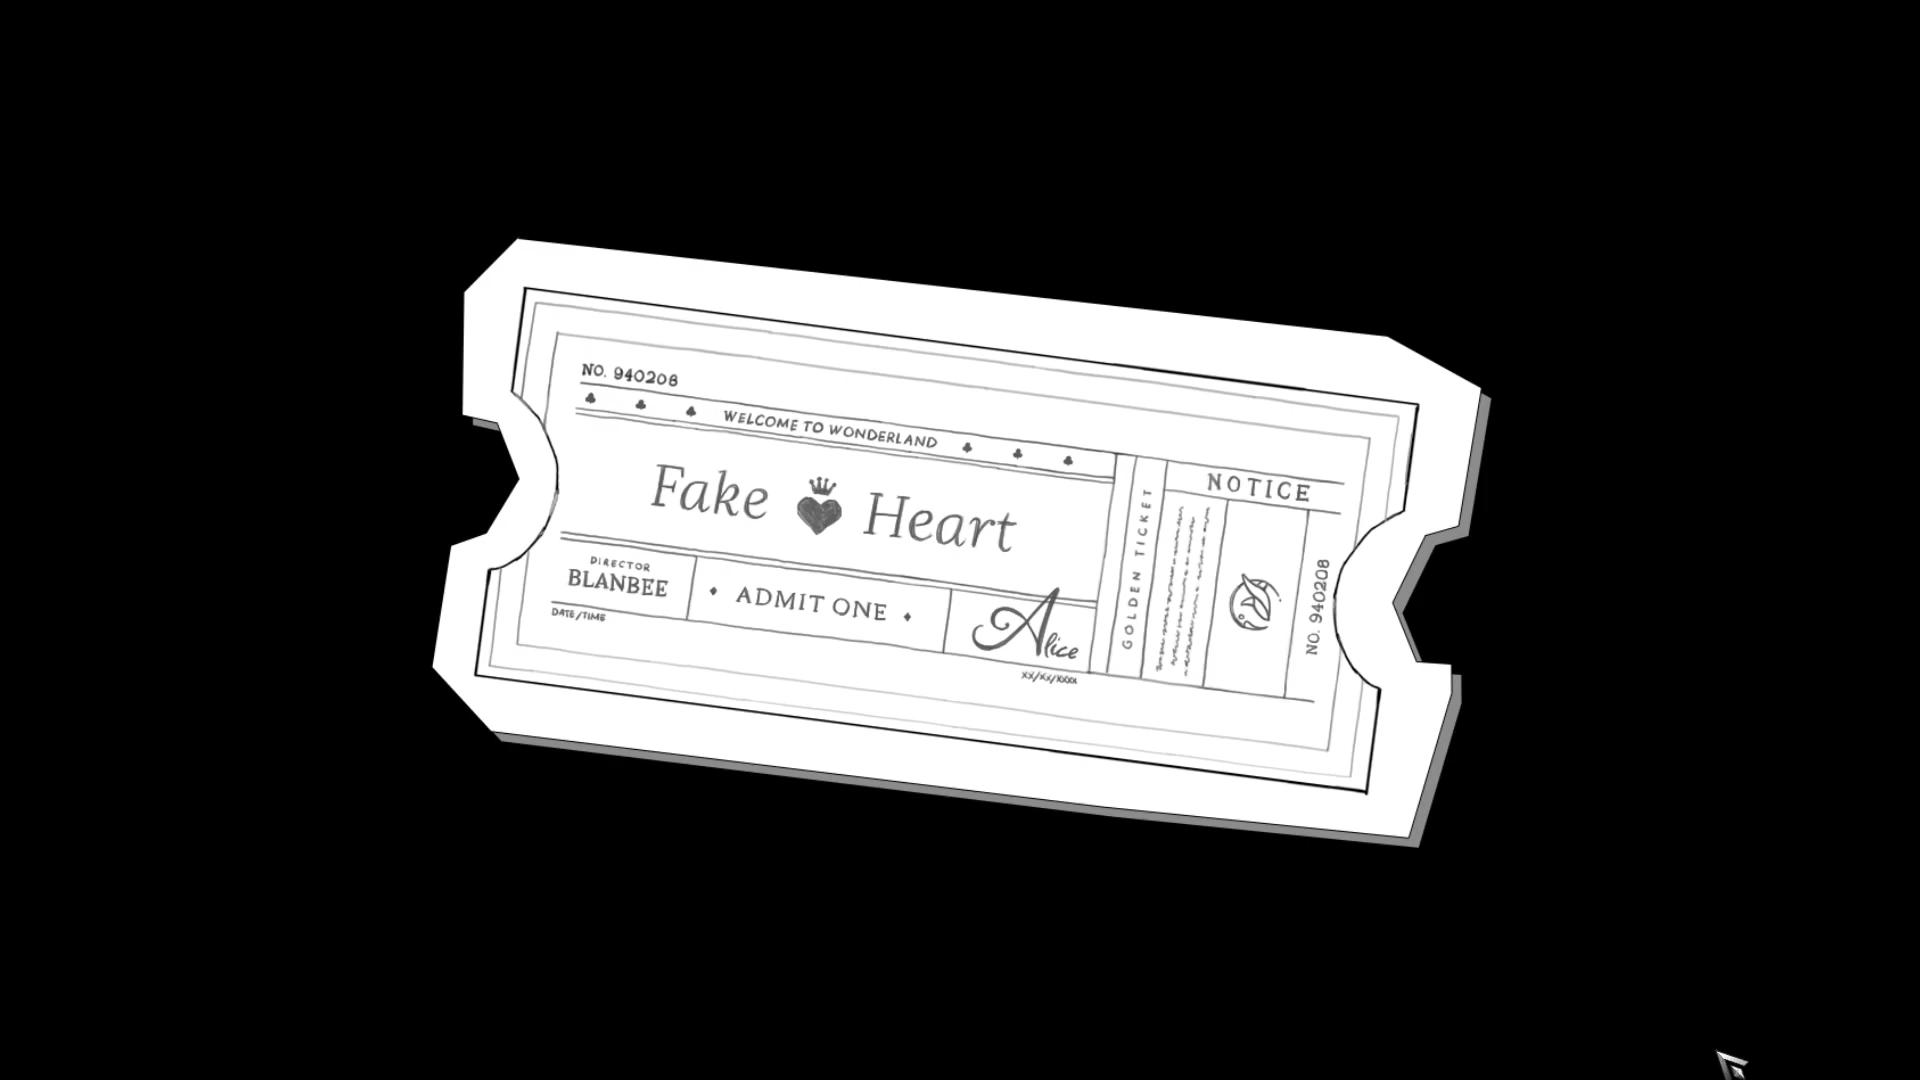 NO. 940208
WELCOME TO WONDERLAND
Fake Heart
DIRECTOR
BLANBEE
DATE/TIME
ADMIT ONE
Alice
XX/XX/XXXX
GOLDEN TICKET
NOTICE
NO. 940208